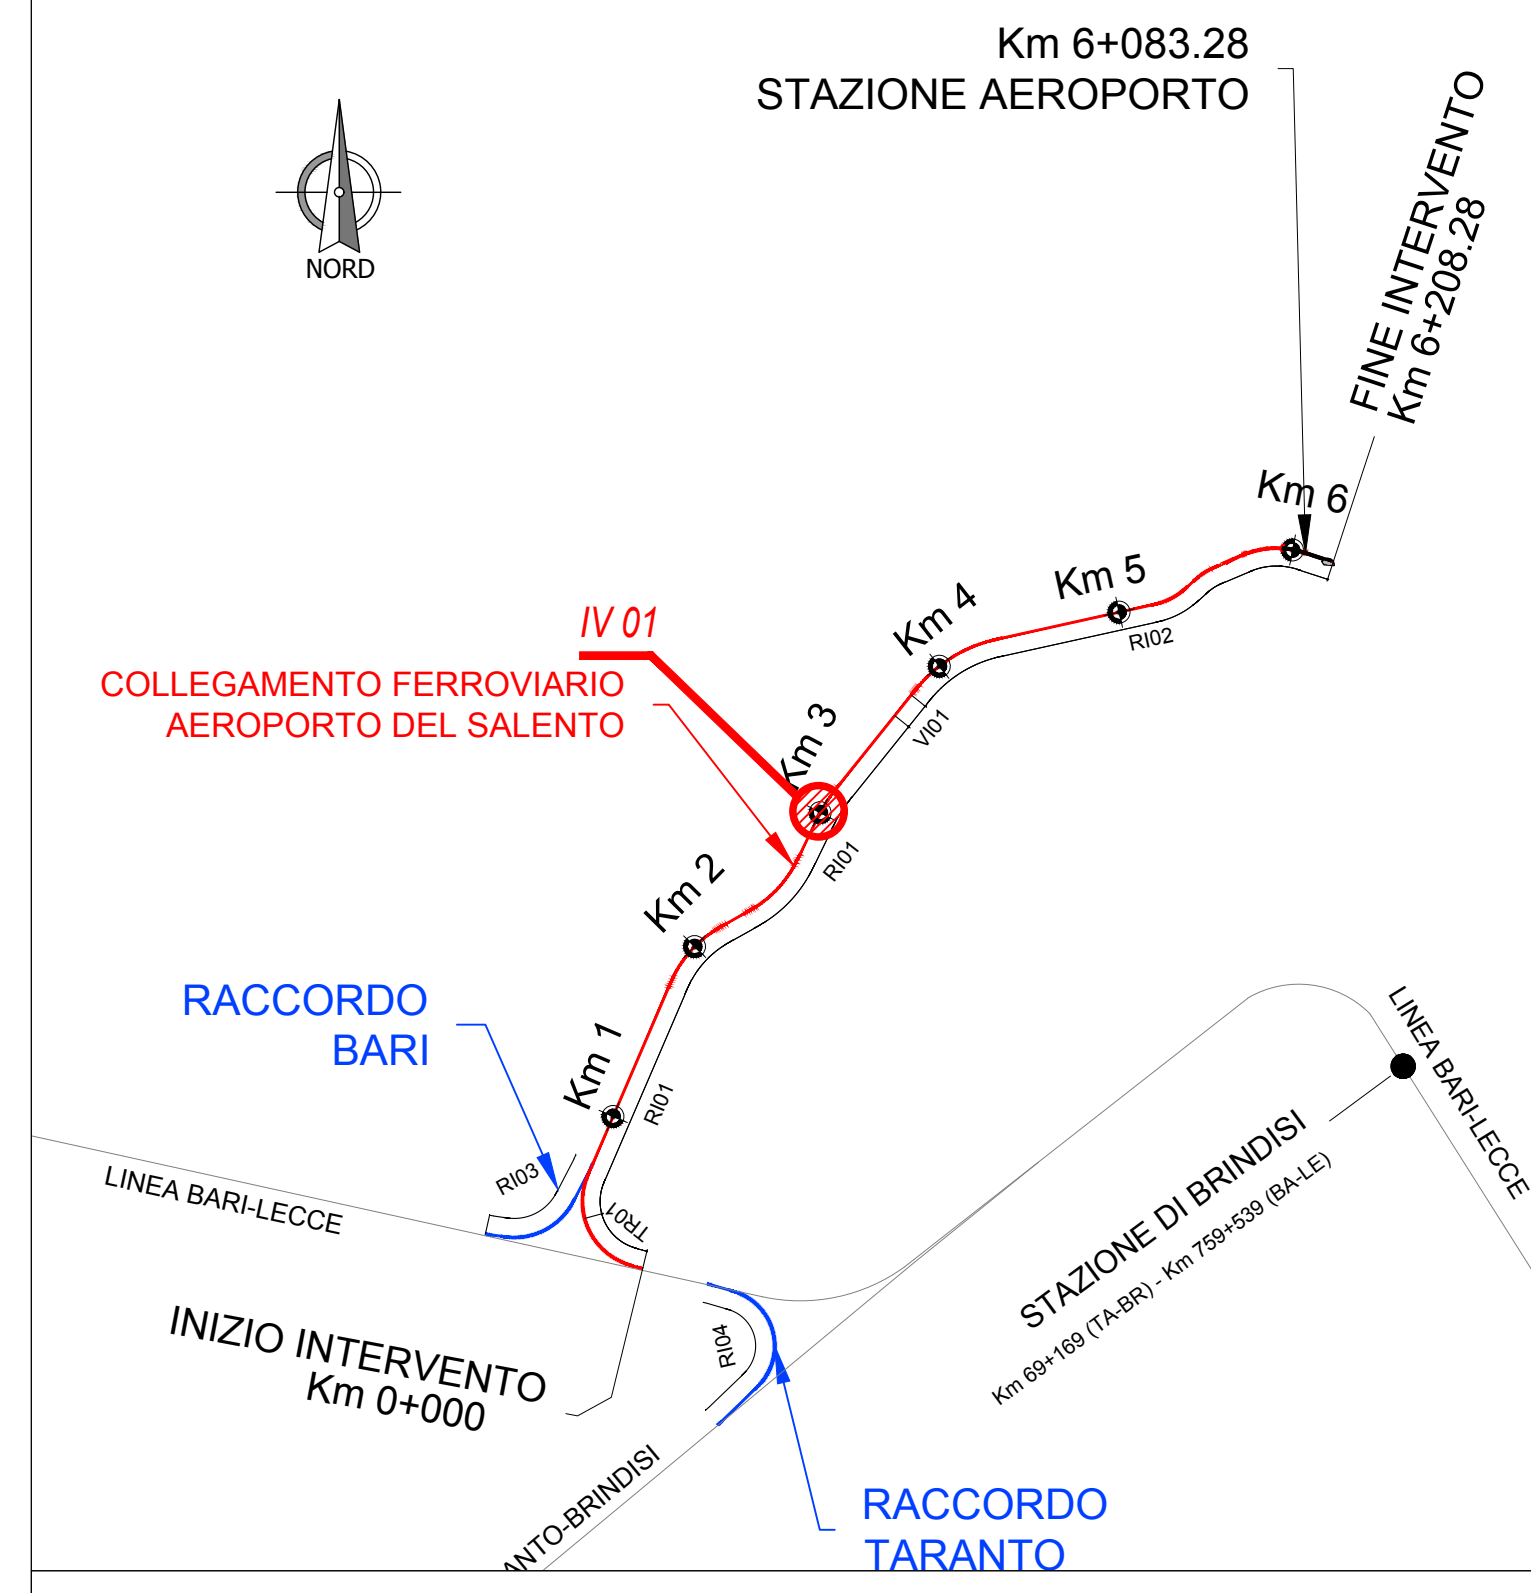 Km 6+083.28
STAZIONE AEROPORTO
FINE INTERVENTO
Km 6+208.28
NORD
Km 6
Km 5
RI02
Km 4
IV 01
COLLEGAMENTO FERROVIARIO
AEROPORTO DEL SALENTO
VI01
Km 3
RI01
Km 2
RACCORDO
BARI
Km 1
RI01
LINEA BARI-LECCE
RI03
TR01
LINEA BARI-LECCE
STAZIONE DI BRINDISI
Km 69+169 (TA-BR) - Km 759+539 (BA-LE)
INIZIO INTERVENTO
Km 0+000
RI04
ANTO-BRINDISI
RACCORDO
TARANTO